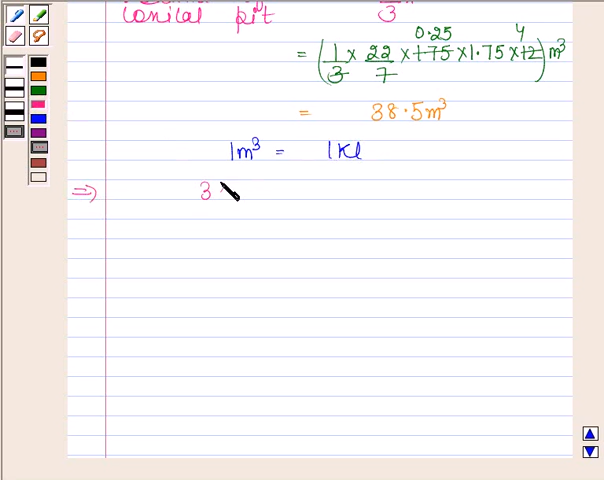 conical pit 3
= (1/3 × 22/7 × 1.75 × 1.75 × 12) m³ 0.25 4
= 38.5m³
1m³ = 1Kl
⇒ 3